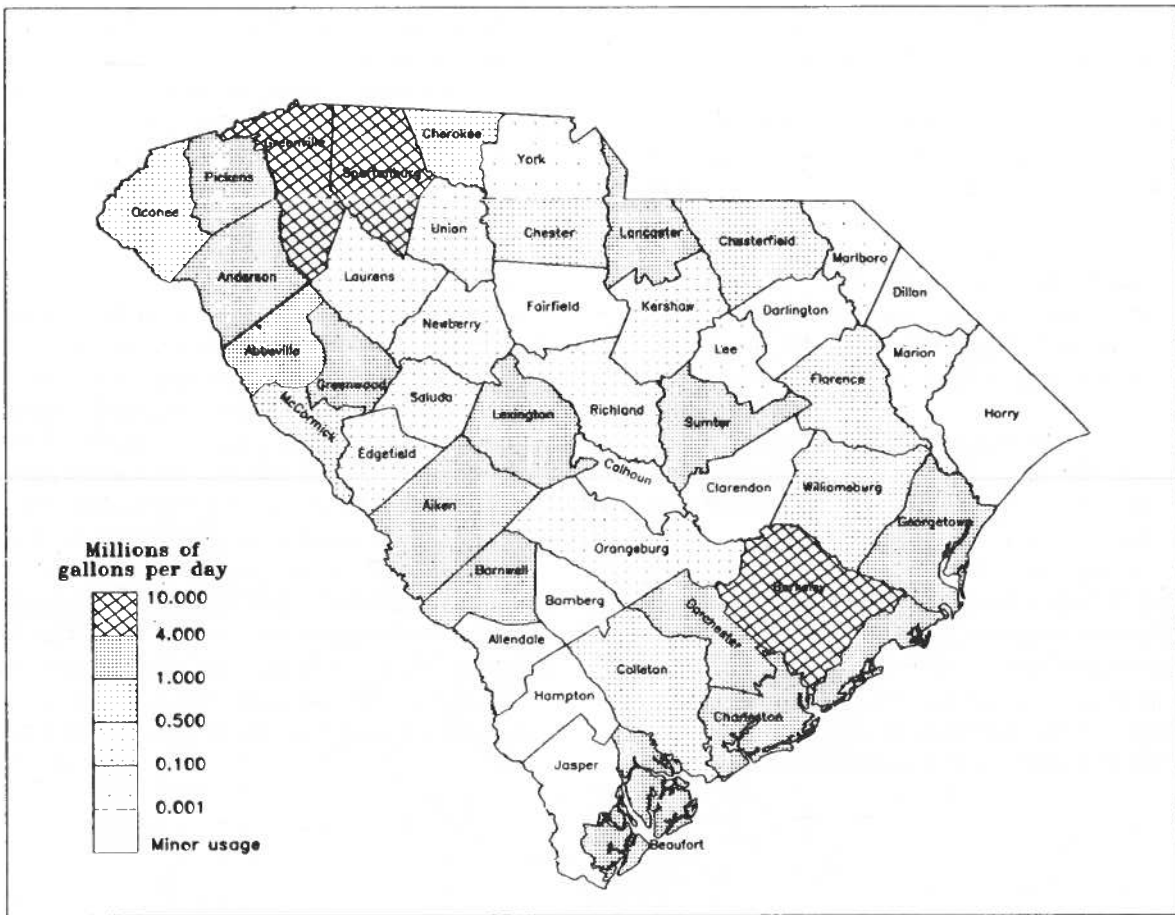 Cherokee
Greenville
Spartanburg
York
Pickens
Oconee
Union
Chester
Lancaster
Chesterfield
Marlboro
Anderson
Laurens
Dillon
Fairfield
Kershaw
Darlington
Newberry
Lee
Abbeville
Marion
Greenwood
Florence
McCormick
Saluda
Lexington
Richland
Sumter
Horry
Edgefield
Calhoun
Clarendon
Williamsburg
Aiken
Georgetown
Orangeburg
Barnwell
Bamberg
Berkeley
Dorchester
Allendale
Colleton
Hampton
Charleston
Jasper
Beaufort
Millions of
gallons per day
10.000
4.000
1.000
0.500
0.100
0.001
Minor usage